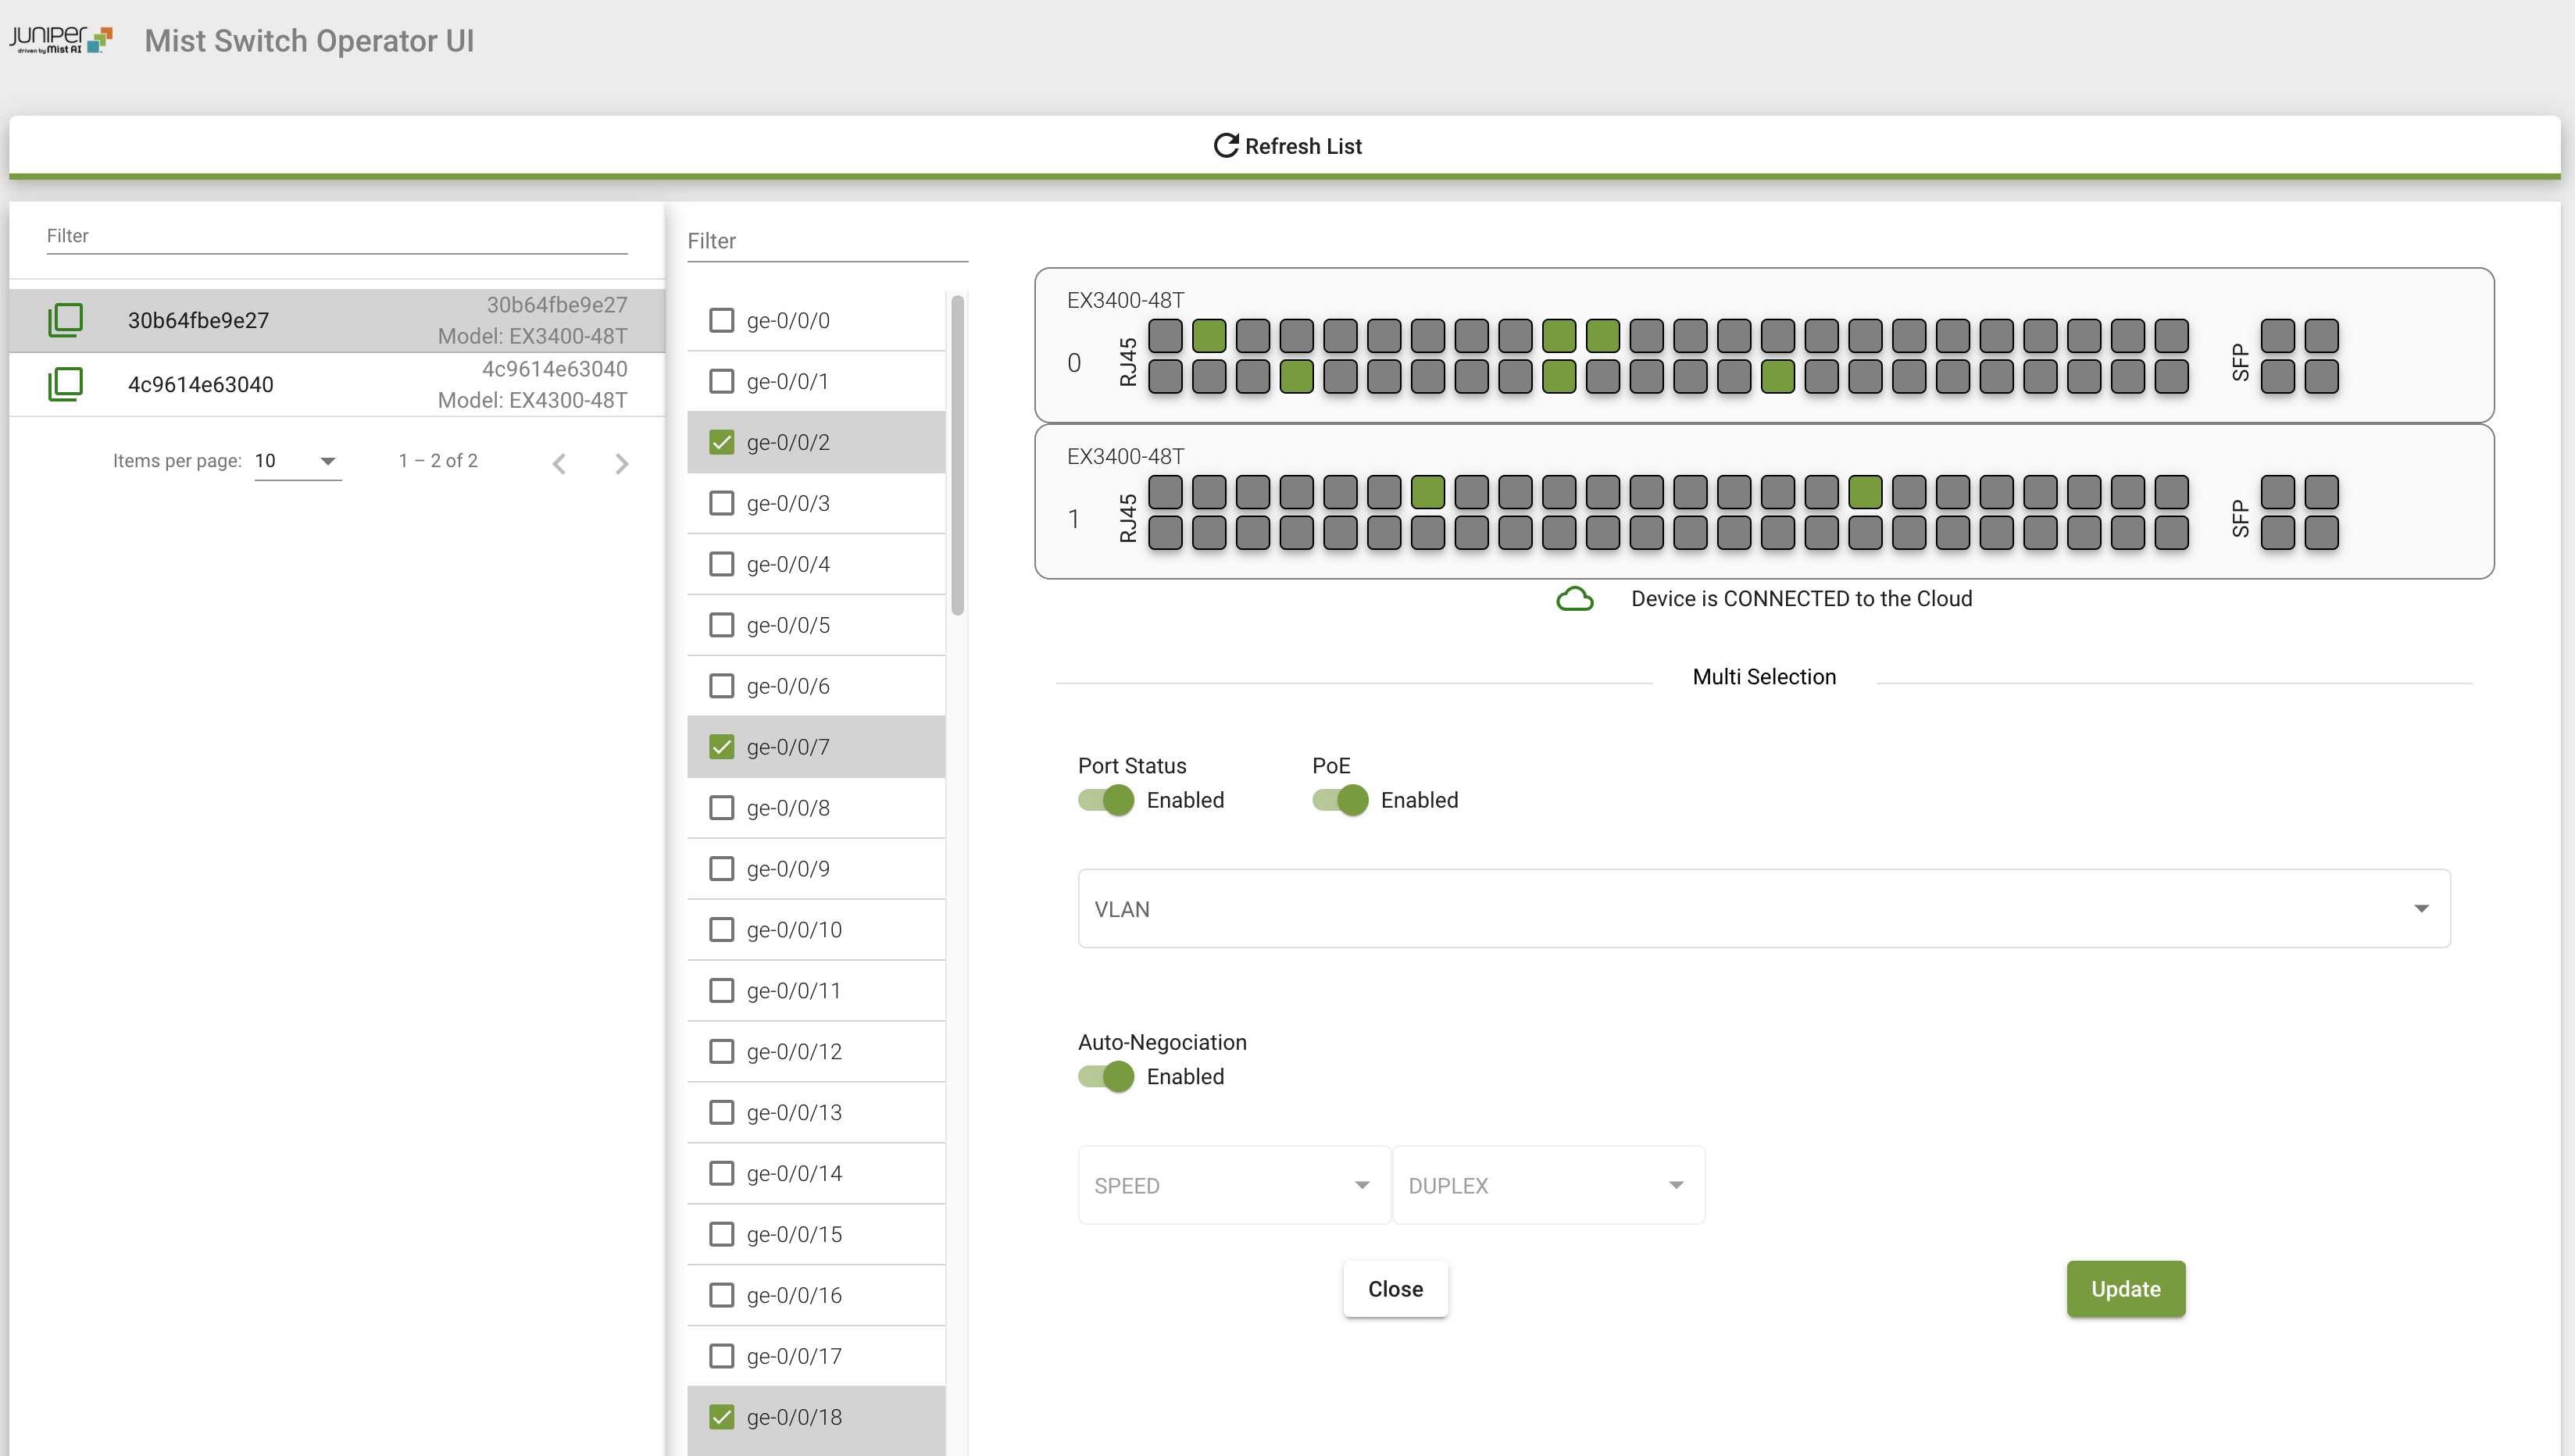 JUNIPEr
driven by Mist AI
Mist Switch Operator UI
Refresh List
Filter
30b64fbe9e27
30b64fbe9e27
Model: EX3400-48T
4c9614e63040
4c9614e63040
Model: EX4300-48T
Items per page: 10
1 – 2 of 2
Filter
ge-0/0/0
ge-0/0/1
ge-0/0/2
ge-0/0/3
ge-0/0/4
ge-0/0/5
ge-0/0/6
ge-0/0/7
ge-0/0/8
ge-0/0/9
ge-0/0/10
ge-0/0/11
ge-0/0/12
ge-0/0/13
ge-0/0/14
ge-0/0/15
ge-0/0/16
ge-0/0/17
ge-0/0/18
EX3400-48T
0
RJ45
SFP
EX3400-48T
1
RJ45
SFP
Device is CONNECTED to the Cloud
Multi Selection
Port Status
Enabled
PoE
Enabled
VLAN
Auto-Negociation
Enabled
SPEED
DUPLEX
Close
Update